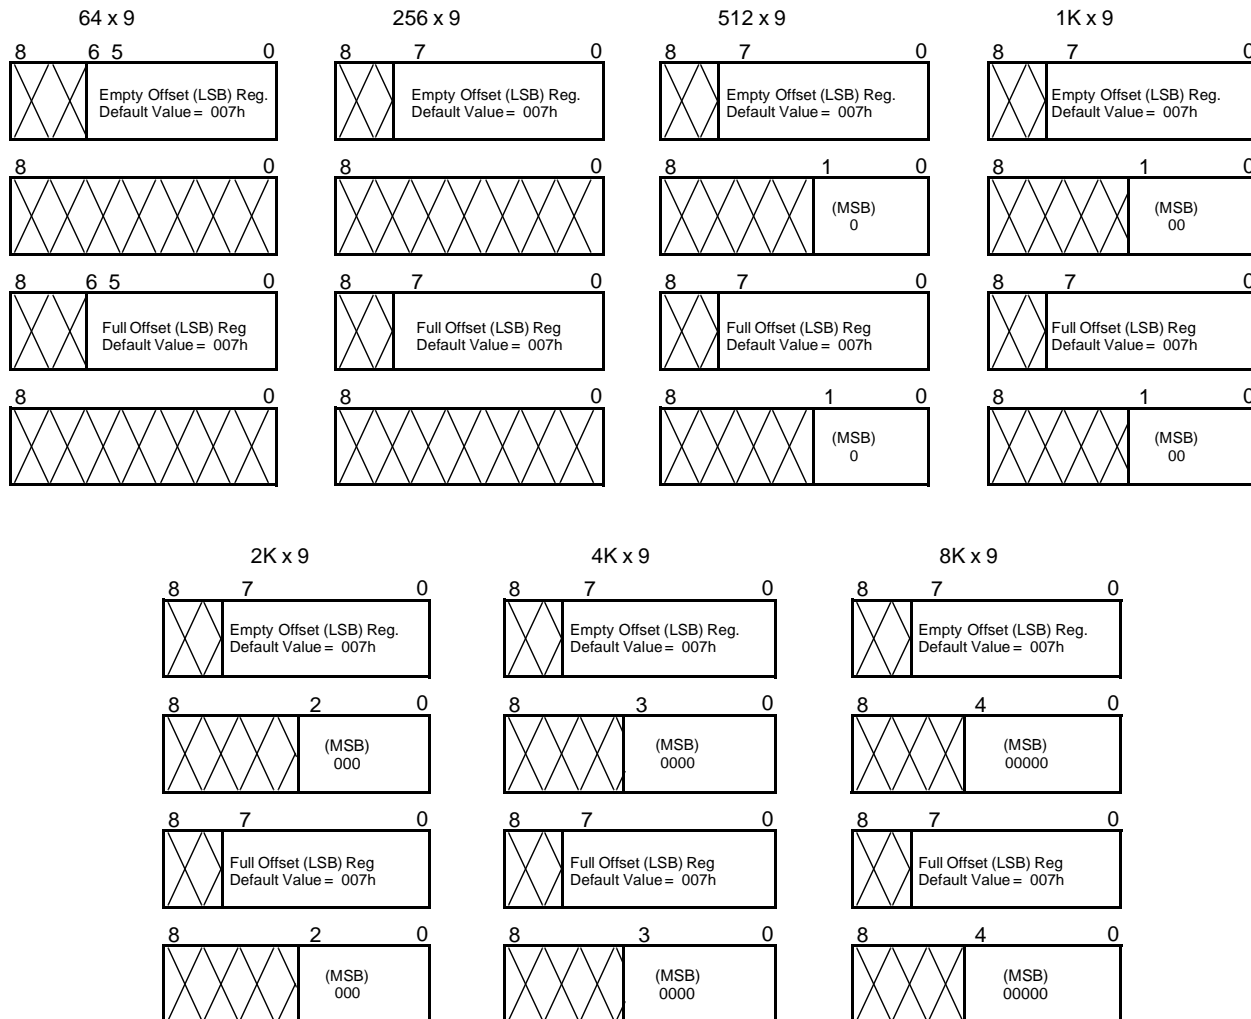 64 x 9 256 x 9 512 x 9 1K x 9
8 6 5 0 8 7 0 8 7 0 8 7 0
Empty Offset (LSB) Reg. Empty Offset (LSB) Reg. Empty Offset (LSB) Reg. Empty Offset (LSB) Reg.
Default Value = 007h Default Value = 007h Default Value = 007h Default Value = 007h
8 0 8 0 8 1 0 8 1 0
(MSB) (MSB)
0 00
8 6 5 0 8 7 0 8 7 0 8 7 0
Full Offset (LSB) Reg Full Offset (LSB) Reg Full Offset (LSB) Reg Full Offset (LSB) Reg
Default Value = 007h Default Value = 007h Default Value = 007h Default Value = 007h
8 0 8 0 8 1 0 8 1 0
(MSB) (MSB)
0 00
2K x 9 4K x 9 8K x 9
8 7 0 8 7 0 8 7 0
Empty Offset (LSB) Reg. Empty Offset (LSB) Reg. Empty Offset (LSB) Reg.
Default Value = 007h Default Value = 007h Default Value = 007h
8 2 0 8 3 0 8 4 0
(MSB) (MSB) (MSB)
000 0000 00000
8 7 0 8 7 0 8 7 0
Full Offset (LSB) Reg Full Offset (LSB) Reg Full Offset (LSB) Reg
Default Value = 007h Default Value = 007h Default Value = 007h
8 2 0 8 3 0 8 4 0
(MSB) (MSB) (MSB)
000 0000 00000